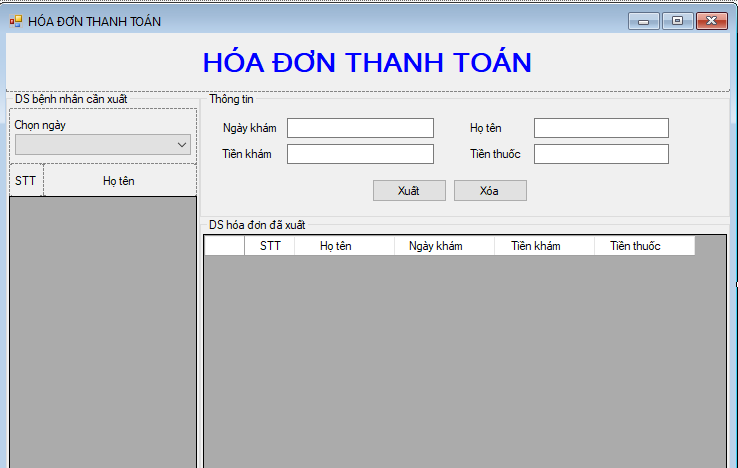 HÓA ĐƠN THANH TOÁN
HÓA ĐƠN THANH TOÁN
DS bệnh nhân cần xuất
Chọn ngày
STT Họ tên
Thông tin
Ngày khám Họ tên
Tiền khám Tiền thuốc
Xuất Xóa
DS hóa đơn đã xuất
STT Họ tên Ngày khám Tiền khám Tiền thuốc